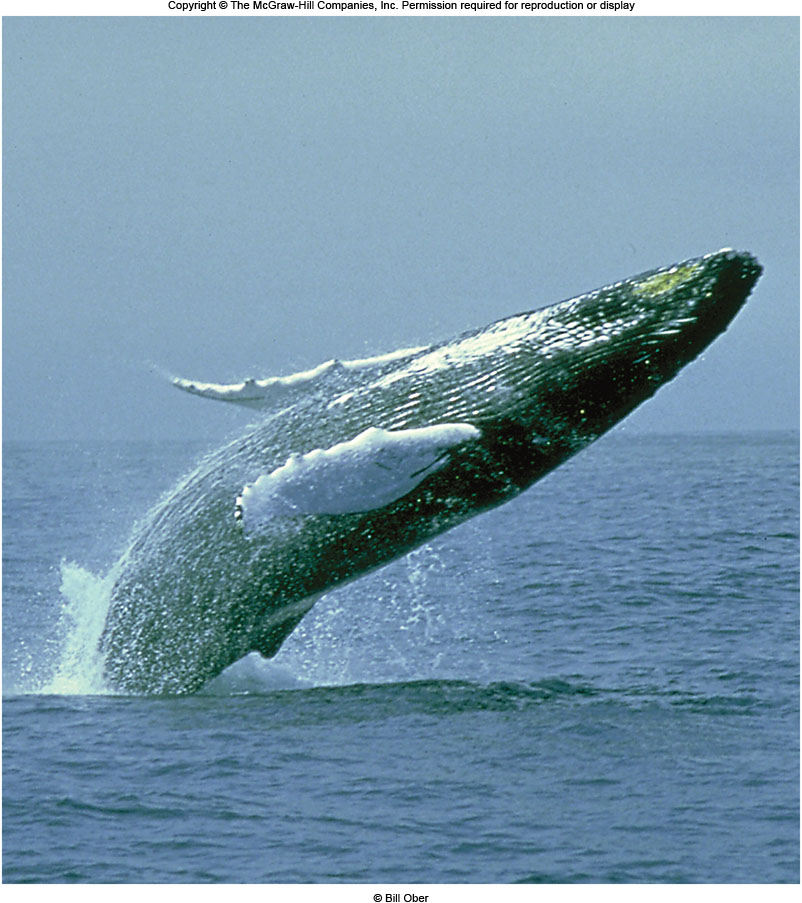 Copyright © The McGraw-Hill Companies, Inc. Permission required for reproduction or display
© Bill Ober